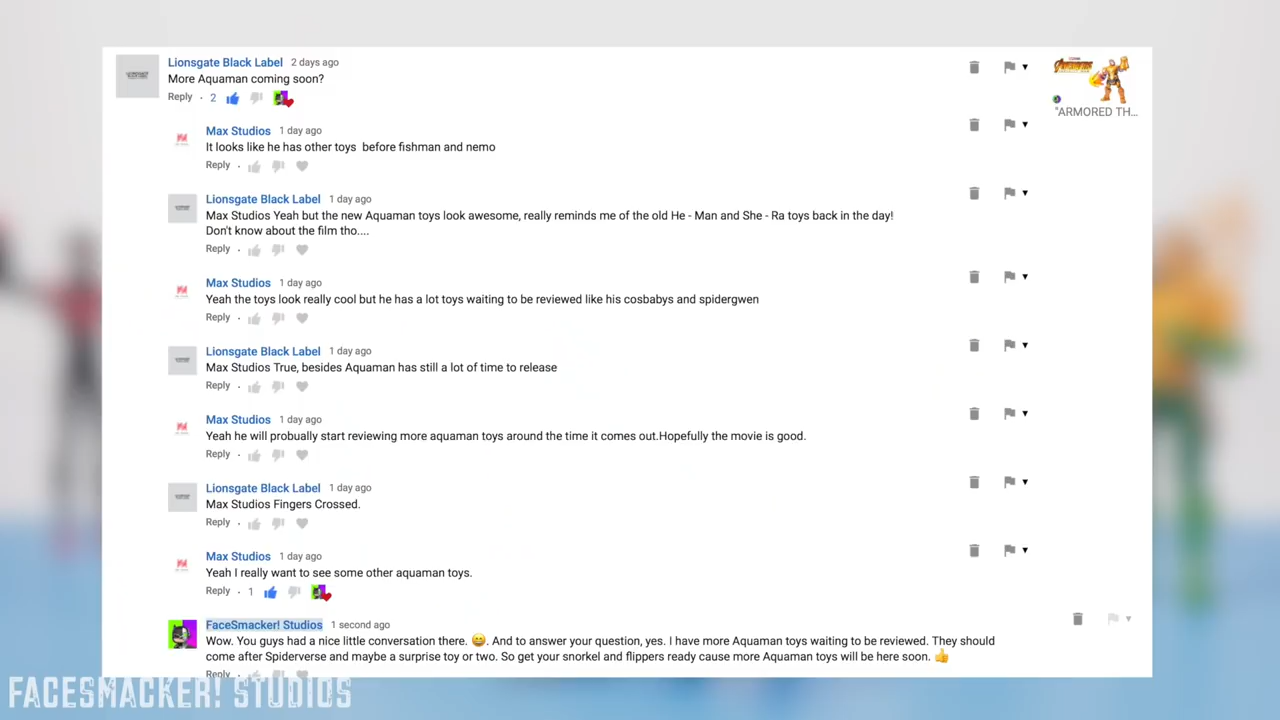 Lionsgate Black Label 2 days ago
More Aquaman coming soon?
Reply · 2
"ARMORED TH...
Max Studios 1 day ago
It looks like he has other toys before fishman and nemo
Reply ·
Lionsgate Black Label 1 day ago
Max Studios Yeah but the new Aquaman toys look awesome, really reminds me of the old He - Man and She - Ra toys back in the day!
Don't know about the film tho....
Reply ·
Max Studios 1 day ago
Yeah the toys look really cool but he has a lot toys waiting to be reviewed like his cosbabys and spidergwen
Reply ·
Lionsgate Black Label 1 day ago
Max Studios True, besides Aquaman has still a lot of time to release
Reply ·
Max Studios 1 day ago
Yeah he will probually start reviewing more aquaman toys around the time it comes out.Hopefully the movie is good.
Reply ·
Lionsgate Black Label 1 day ago
Max Studios Fingers Crossed.
Reply ·
Max Studios 1 day ago
Yeah I really want to see some other aquaman toys.
Reply · 1
FaceSmacker! Studios 1 second ago
Wow. You guys had a nice little conversation there. 😄. And to answer your question, yes. I have more Aquaman toys waiting to be reviewed. They should
come after Spiderverse and maybe a surprise toy or two. So get your snorkel and flippers ready cause more Aquaman toys will be here soon. 👍
Reply ·
FACESMACKER! STUDIOS